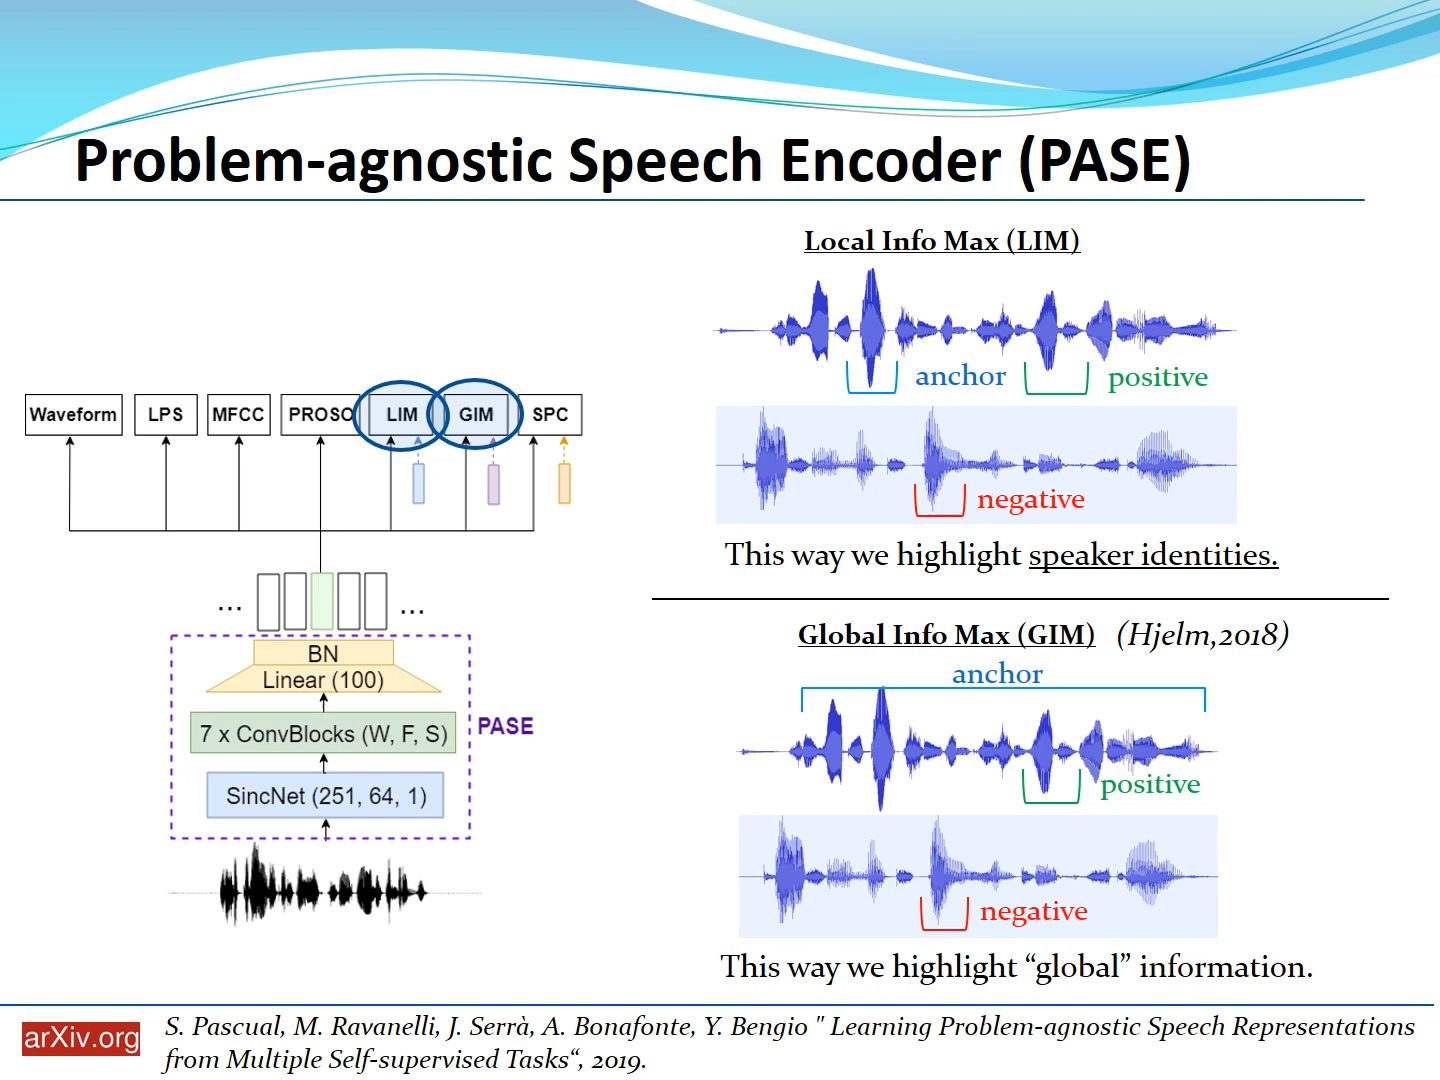 Problem-agnostic Speech Encoder (PASE)
Local Info Max (LIM)
anchor
positive
negative
This way we highlight speaker identities.
Global Info Max (GIM) (Hjelm,2018)
anchor
positive
negative
This way we highlight “global” information.
Waveform
LPS
MFCC
PROSO
LIM
GIM
SPC
... ...
BN
Linear (100)
7 x ConvBlocks (W, F, S)
PASE
SincNet (251, 64, 1)
arXiv.org
S. Pascual, M. Ravanelli, J. Serrà, A. Bonafonte, Y. Bengio " Learning Problem-agnostic Speech Representations
from Multiple Self-supervised Tasks“, 2019.